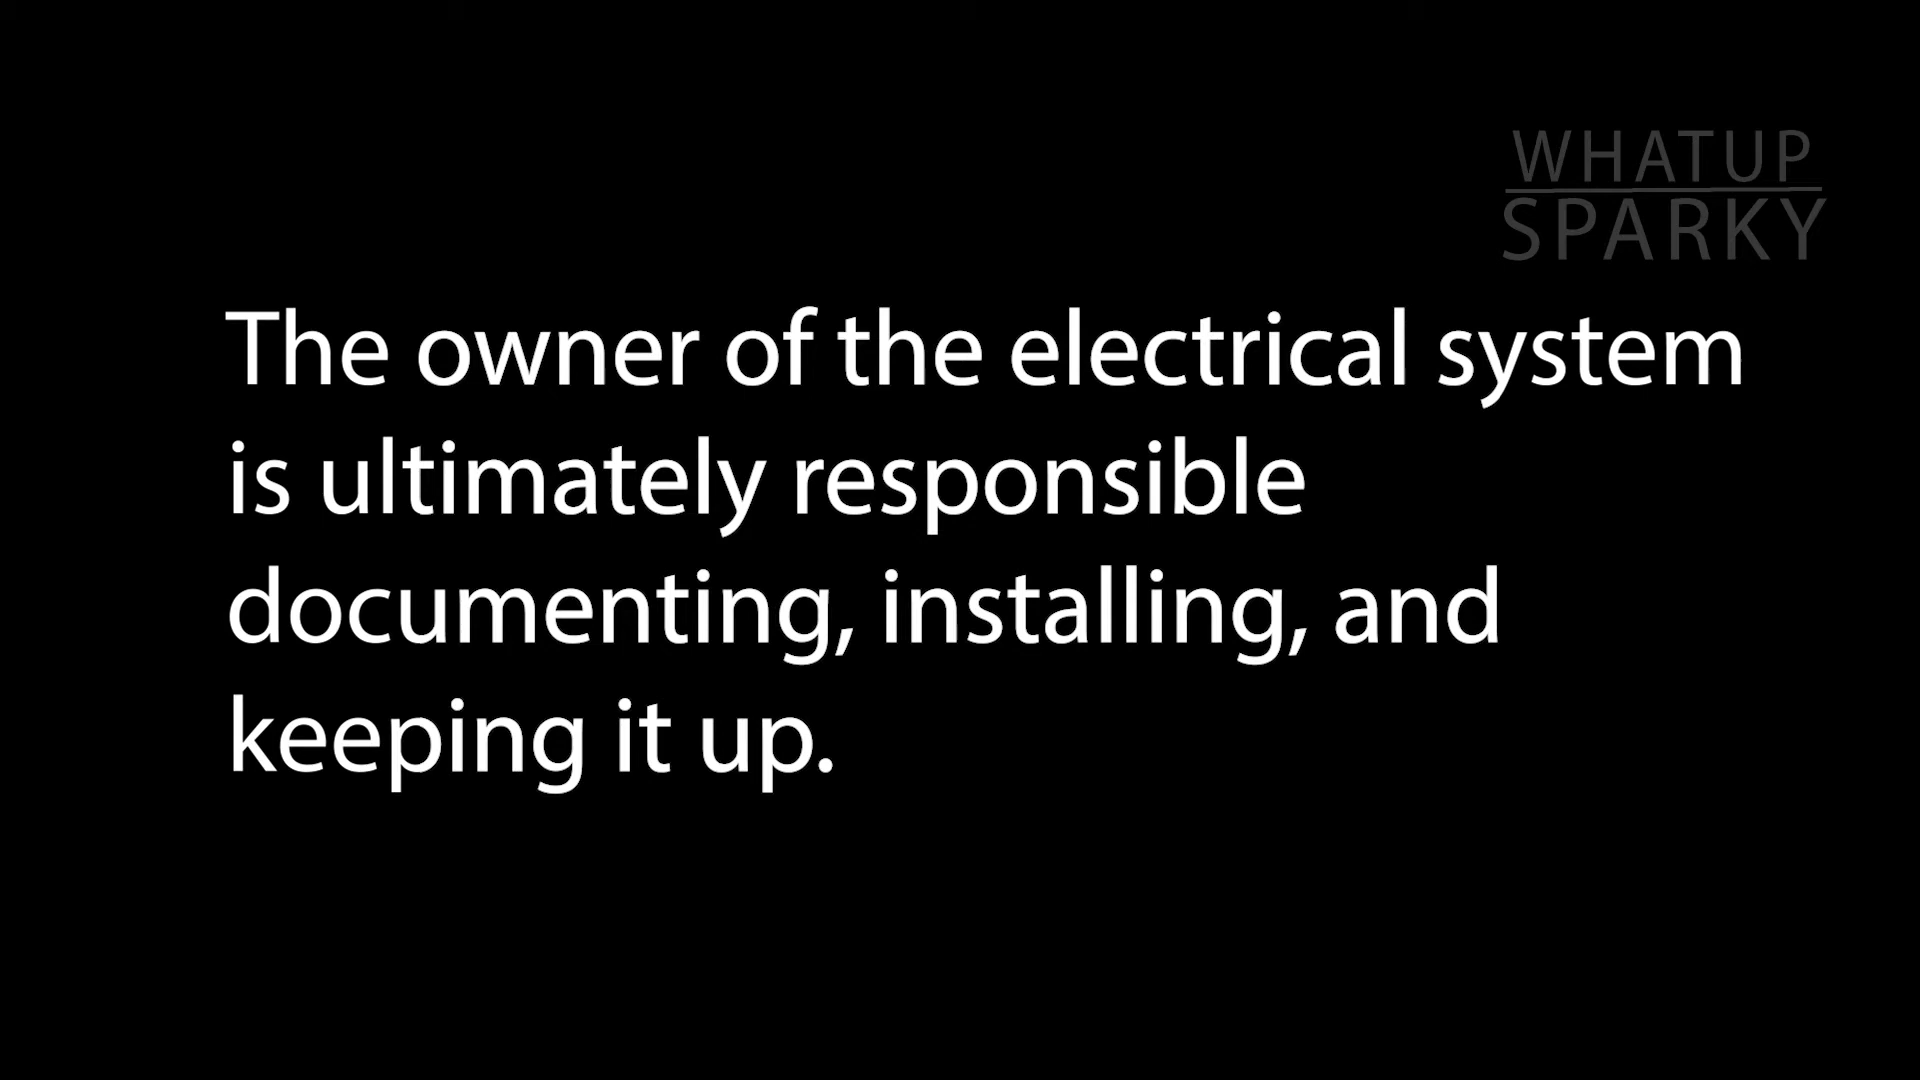 WHATUP
SPARKY
The owner of the electrical system
is ultimately responsible
documenting, installing, and
keeping it up.